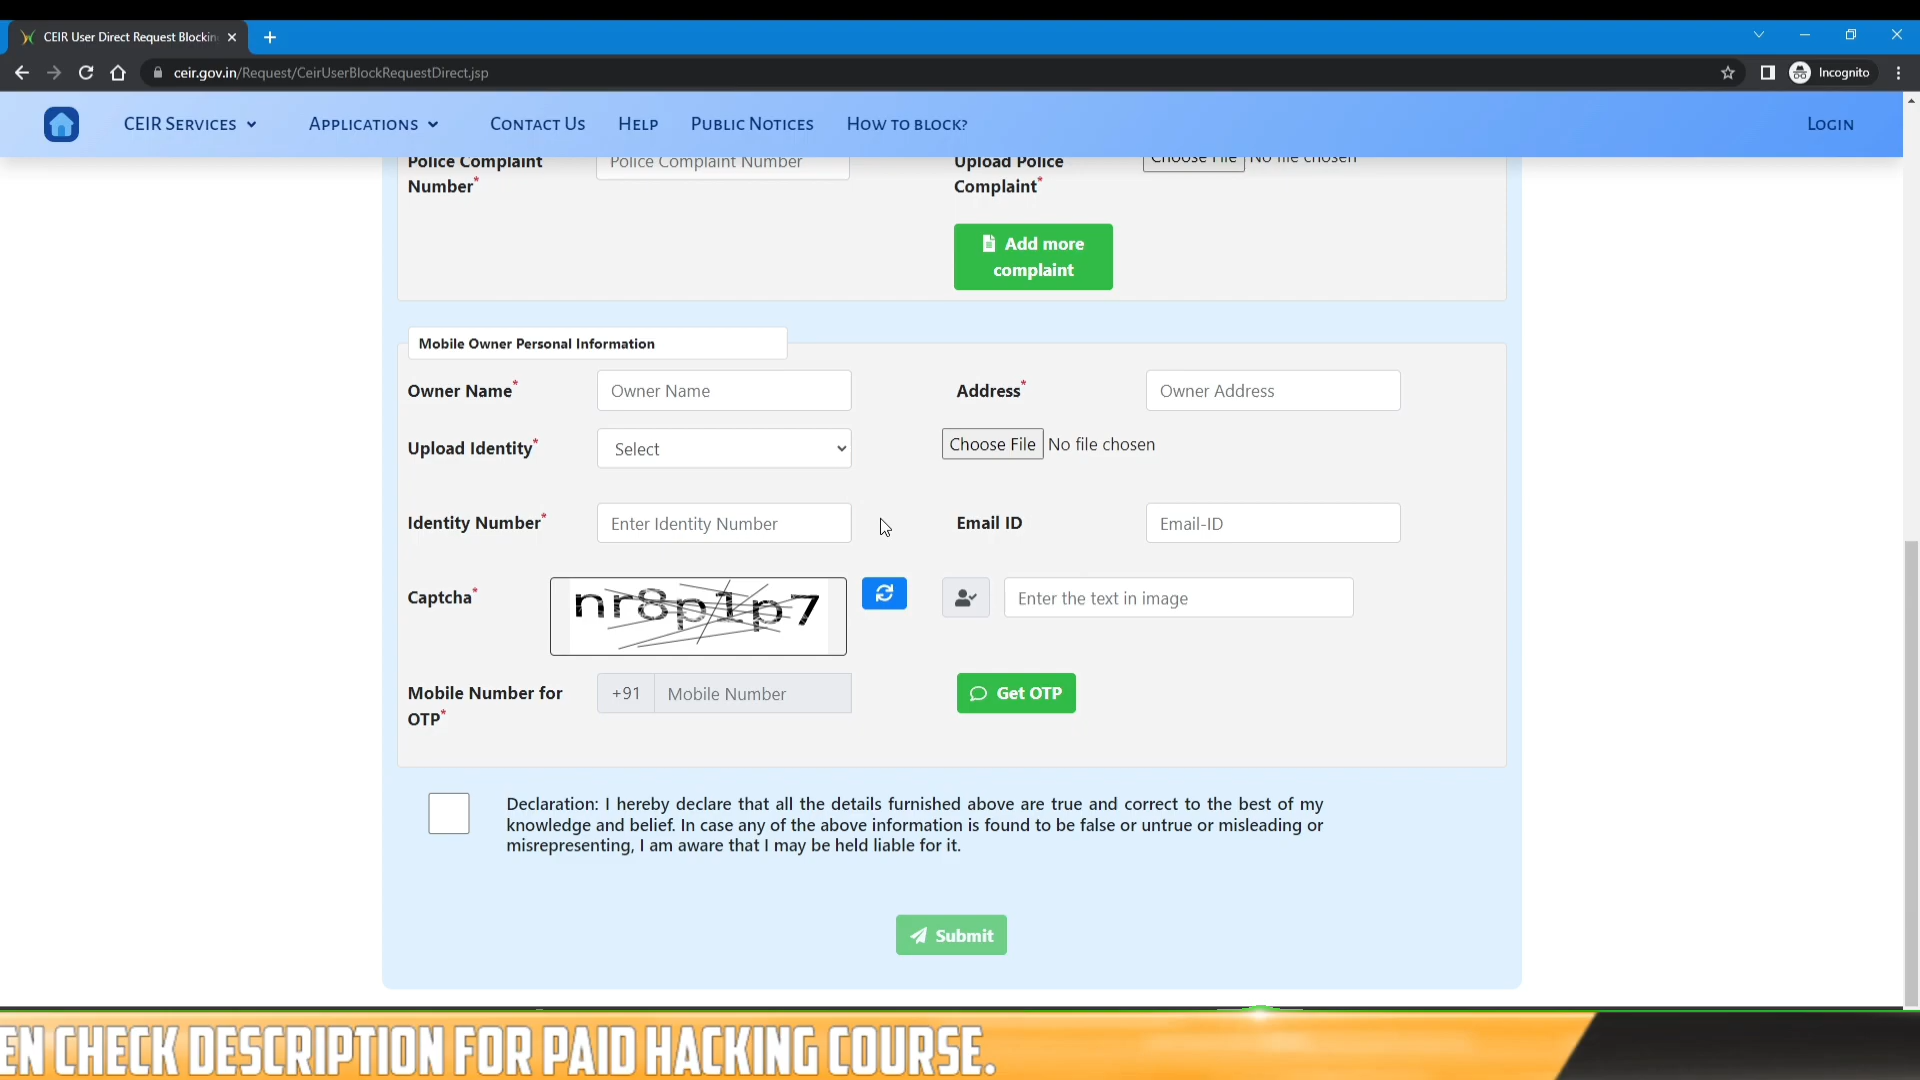 CEIR User Direct Request Blockin
Incognito
ceir.gov.in/Request/CeirUserBlockRequestDirect.jsp
CEIR SERVICES
APPLICATIONS
CONTACT US
HELP
PUBLIC NOTICES
HOW TO BLOCK?
LOGIN
Police Complaint
Number*
Police Complaint Number
Upload Police
Complaint*
Choose File No file chosen
Add more
complaint
Mobile Owner Personal Information
Owner Name*
Owner Name
Address*
Owner Address
Upload Identity*
Select
Choose File No file chosen
Identity Number*
Enter Identity Number
Email ID
Email-ID
Captcha*
nr8p1p7
Enter the text in image
Mobile Number for
OTP*
+91
Mobile Number
Get OTP
Declaration: I hereby declare that all the details furnished above are true and correct to the best of my
knowledge and belief. In case any of the above information is found to be false or untrue or misleading or
misrepresenting, I am aware that I may be held liable for it.
Submit
EN CHECK DESCRIPTION FOR PAID HACKING COURSE.